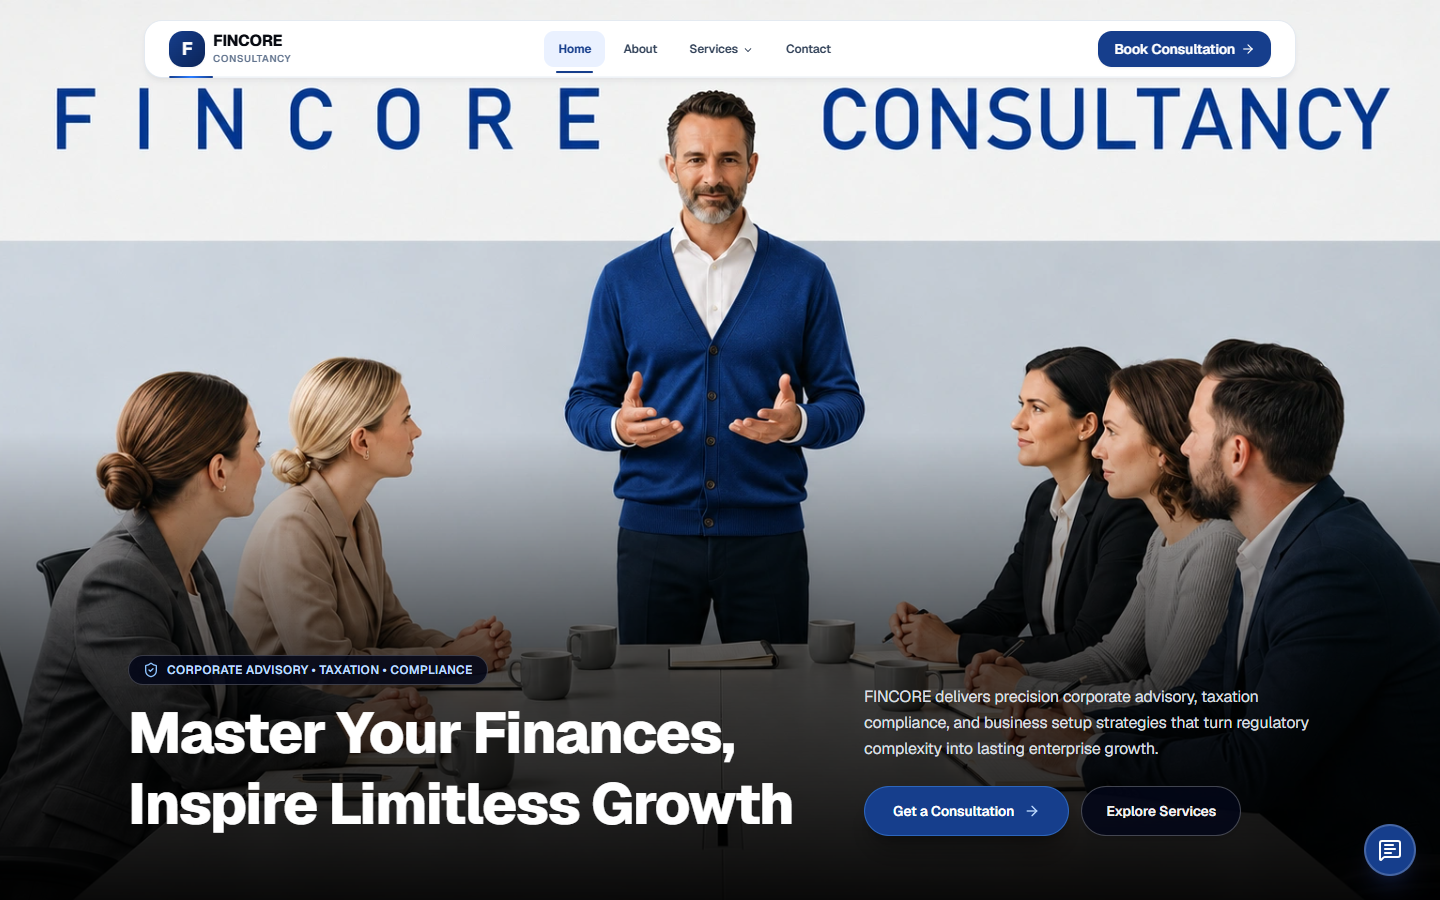 F
FINCORE
CONSULTANCY
Home
About
Services
Contact
Book Consultation
FINCORE CONSULTANCY
CORPORATE ADVISORY • TAXATION • COMPLIANCE
Master Your Finances,
Inspire Limitless Growth
FINCORE delivers precision corporate advisory, taxation
compliance, and business setup strategies that turn regulatory
complexity into lasting enterprise growth.
Get a Consultation
Explore Services